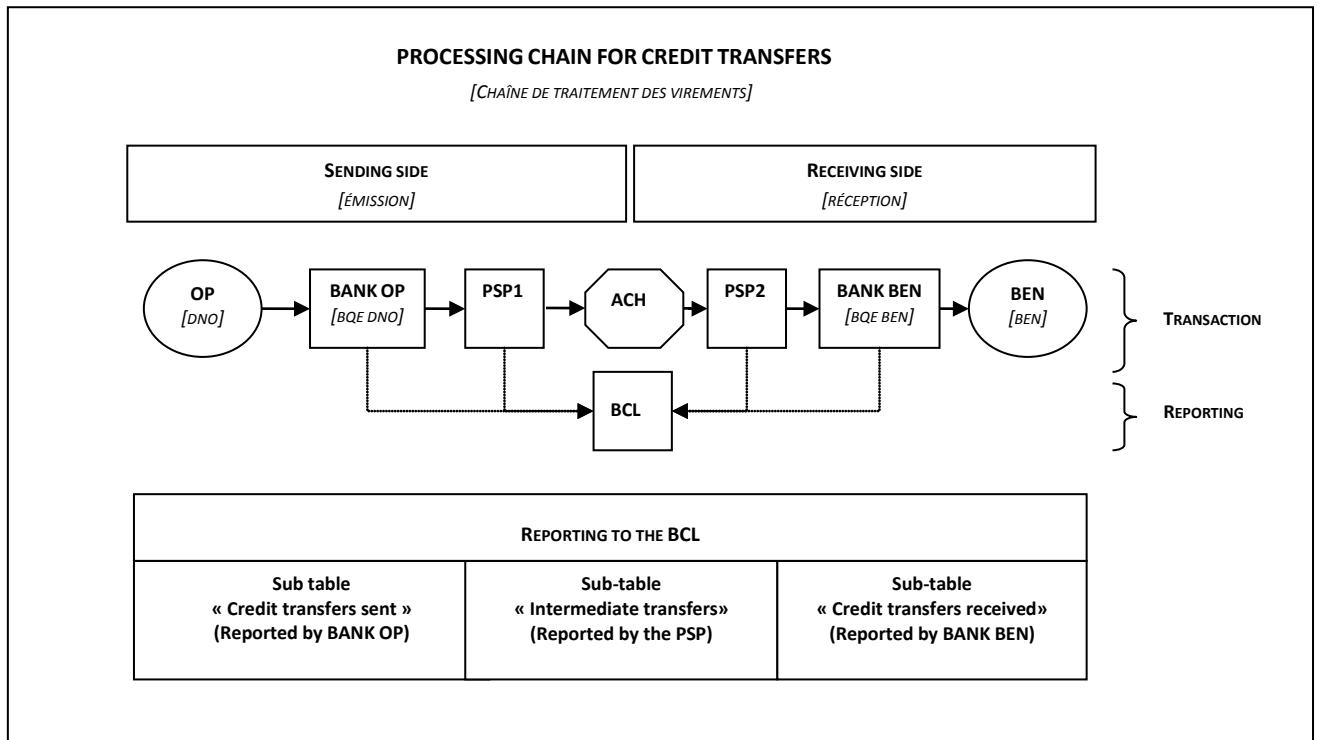 PROCESSING CHAIN FOR CREDIT TRANSFERS
[CHAÎNE DE TRAITEMENT DES VIREMENTS]
SENDING SIDE
[ÉMISSION]
RECEIVING SIDE
[RÉCEPTION]
OP
[DNO]
BANK OP
[BQE DNO]
PSP1
ACH
PSP2
BANK BEN
[BQE BEN]
BEN
[BEN]
TRANSACTION
BCL
REPORTING
REPORTING TO THE BCL
Sub table
« Credit transfers sent »
(Reported by BANK OP)
Sub-table
« Intermediate transfers»
(Reported by the PSP)
Sub-table
« Credit transfers received»
(Reported by BANK BEN)